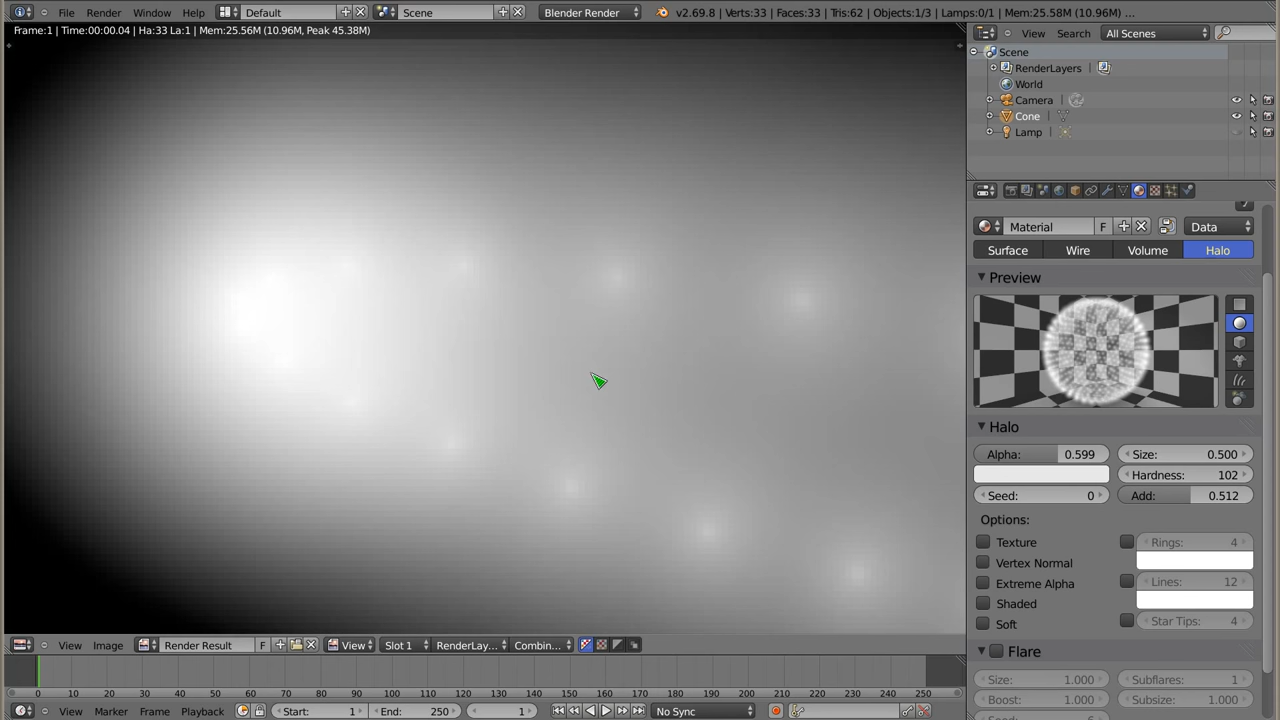 File Render Window Help Default Scene Blender Render v2.69.8 | Verts:33 | Faces:33 | Tris:62 | Objects:1/3 | Lamps:0/1 | Mem:25.58M (10.96M) ...
Frame:1 | Time:00:00.04 | Ha:33 La:1 | Mem:25.56M (10.96M, Peak 45.38M)
View Search All Scenes
Scene
RenderLayers |
World
Camera |
Cone |
Lamp |
Material F Data
Surface Wire Volume Halo
Preview
Halo
Alpha: 0.599 Size: 0.500
Hardness: 102
Seed: 0 Add: 0.512
Options:
Texture Rings: 4
Vertex Normal
Extreme Alpha Lines: 12
Shaded
Soft Star Tips: 4
Flare
Size: 1.000 Subflares: 1
Boost: 1.000 Subsize: 1.000
View Image Render Result F View Slot 1 RenderLay... Combin...
0 10 20 30 40 50 60 70 80 90 100 110 120 130 140 150 160 170 180 190 200 210 220 230 240 250
View Marker Frame Playback Start: 1 End: 250 1 No Sync